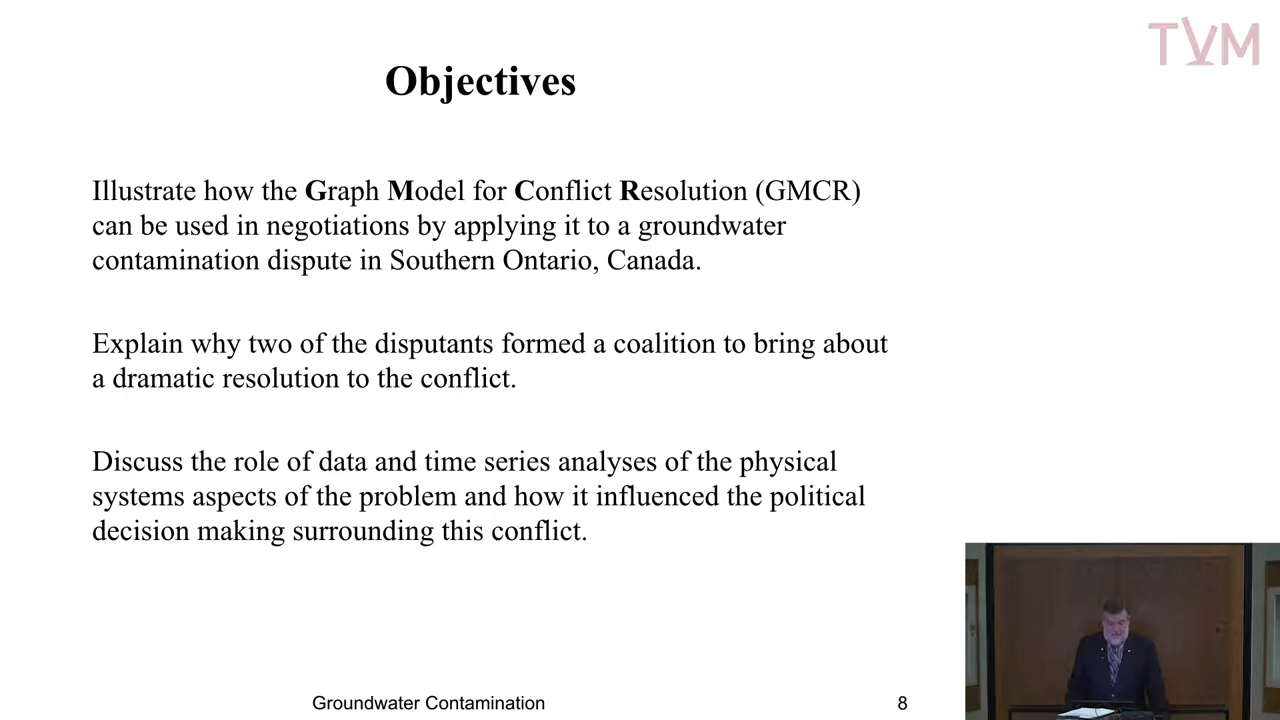 TVM
Objectives
Illustrate how the Graph Model for Conflict Resolution (GMCR)
can be used in negotiations by applying it to a groundwater
contamination dispute in Southern Ontario, Canada.
Explain why two of the disputants formed a coalition to bring about
a dramatic resolution to the conflict.
Discuss the role of data and time series analyses of the physical
systems aspects of the problem and how it influenced the political
decision making surrounding this conflict.
Groundwater Contamination
8